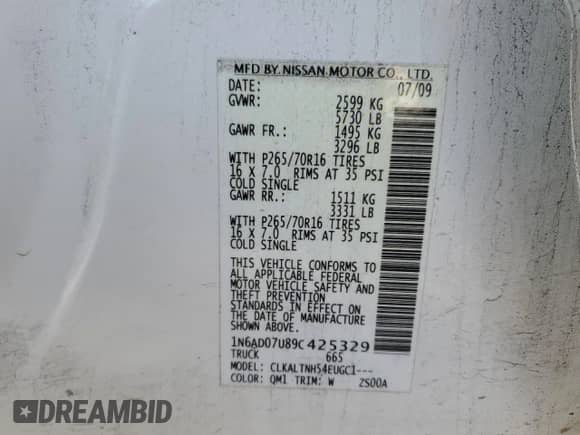 MFD BY NISSAN MOTOR CO., LTD.
DATE: 07/09
GVWR: 2599 KG
5730 LB
GAWR FR.: 1495 KG
3296 LB
WITH P265/70R16 TIRES
16 X 7.0 RIMS AT 35 PSI
COLD SINGLE
GAWR RR.: 1511 KG
3331 LB
WITH P265/70R16 TIRES
16 X 7.0 RIMS AT 35 PSI
COLD SINGLE
THIS VEHICLE CONFORMS TO
ALL APPLICABLE FEDERAL
MOTOR VEHICLE SAFETY AND
THEFT PREVENTION
STANDARDS IN EFFECT ON
THE DATE OF MANUFACTURE
SHOWN ABOVE.
1N6AD07U89C425329
TRUCK 665
MODEL: CLKALTNH54EUGC1---
COLOR: QM1 TRIM: W ZS00A
DREAMBID